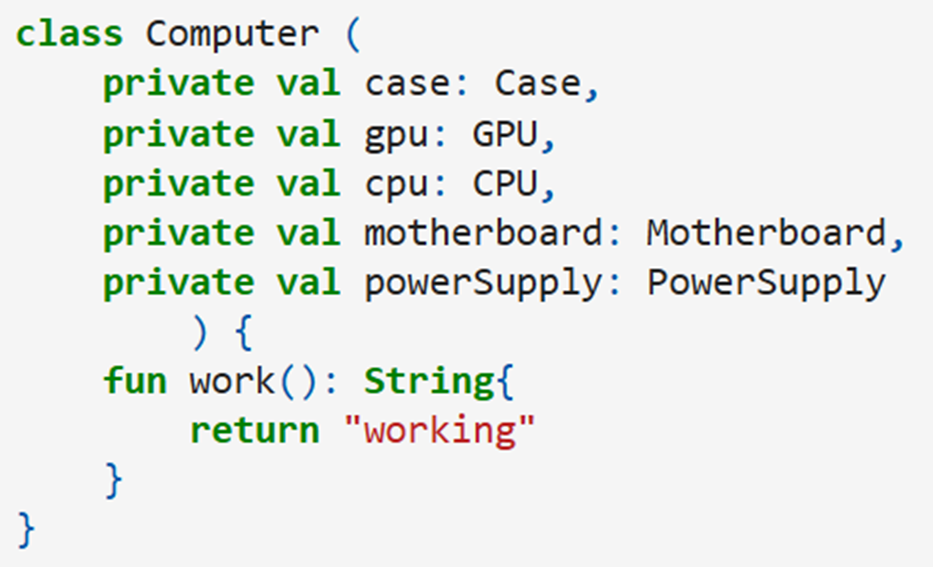 class Computer (
    private val case: Case,
    private val gpu: GPU,
    private val cpu: CPU,
    private val motherboard: Motherboard,
    private val powerSupply: PowerSupply
        ) {
    fun work(): String{
        return "working"
    }
}